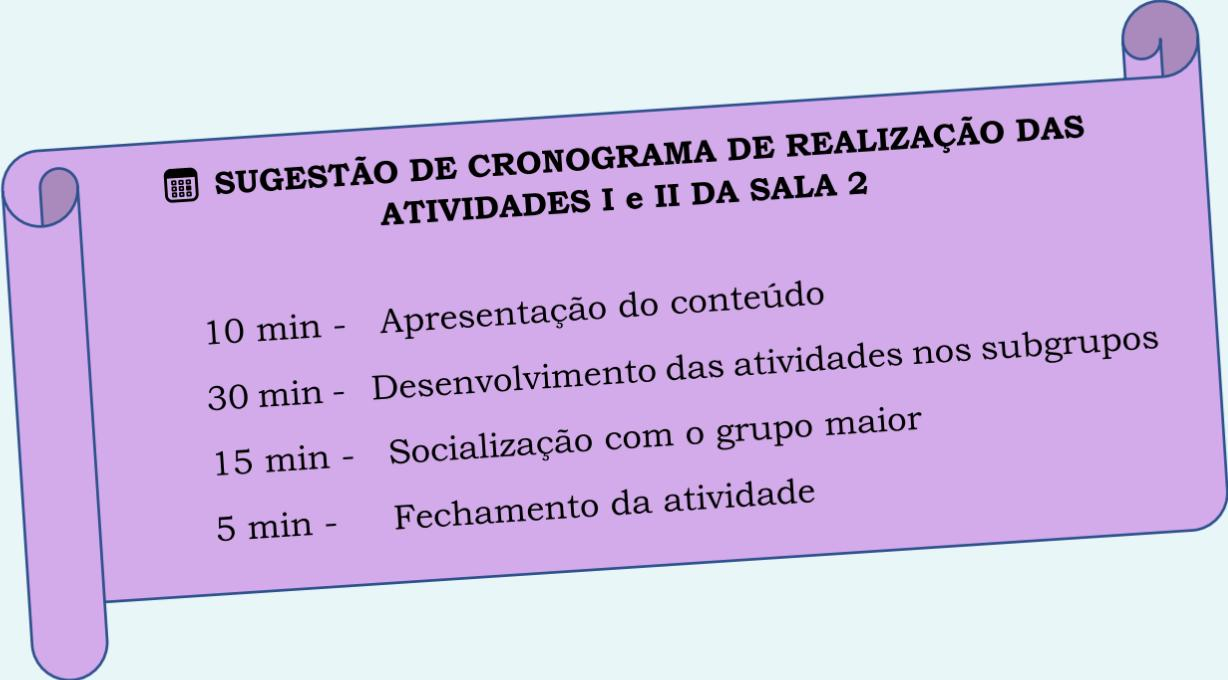 SUGESTÃO DE CRONOGRAMA DE REALIZAÇÃO DAS
ATIVIDADES I e II DA SALA 2
10 min - Apresentação do conteúdo
30 min - Desenvolvimento das atividades nos subgrupos
15 min - Socialização com o grupo maior
5 min - Fechamento da atividade